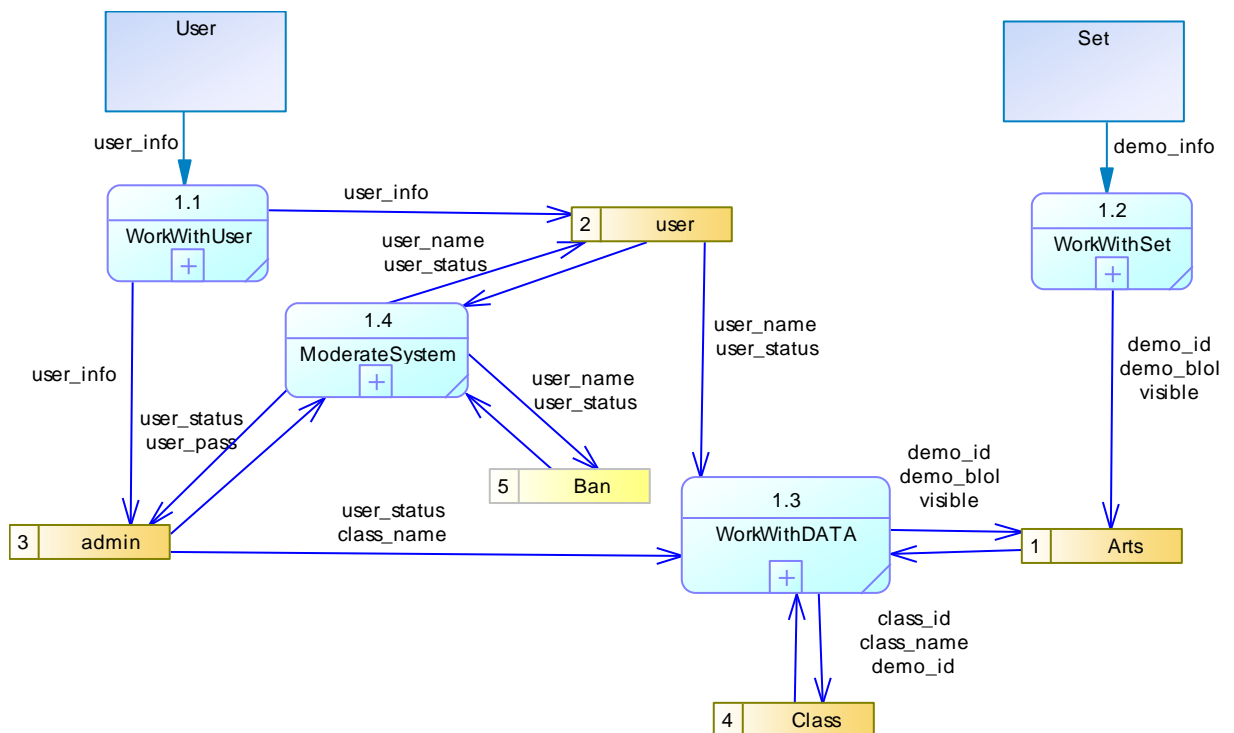 User
Set
user_info
demo_info
1.1
WorkWithUser
user_info
2
user
1.2
WorkWithSet
user_name
user_status
1.4
ModerateSystem
user_name
user_status
demo_id
demo_blol
visible
user_info
user_name
user_status
user_status
user_pass
5
Ban
demo_id
demo_blol
visible
1.3
WorkWithDATA
user_status
class_name
3
admin
1
Arts
class_id
class_name
demo_id
4
Class